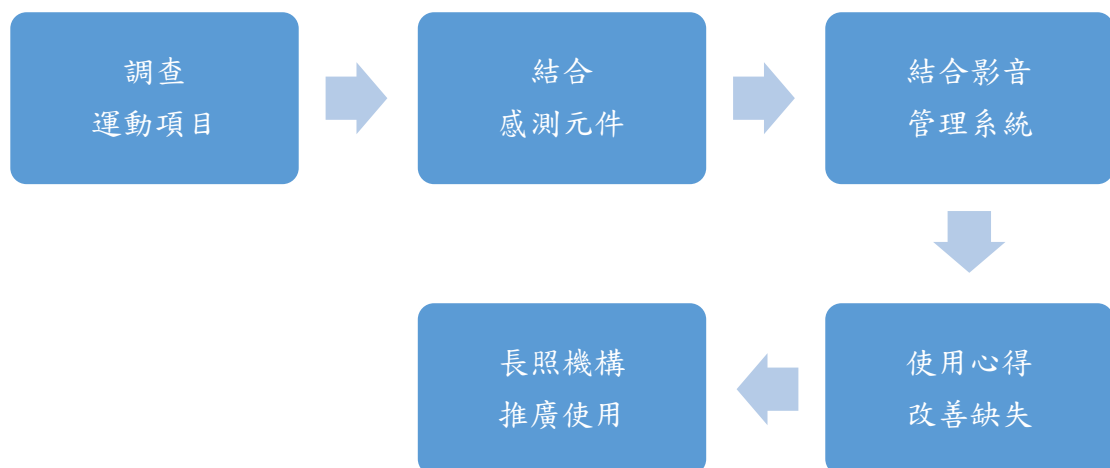 調查
運動項目
結合
感測元件
結合影音
管理系統
使用心得
改善缺失
長照機構
推廣使用